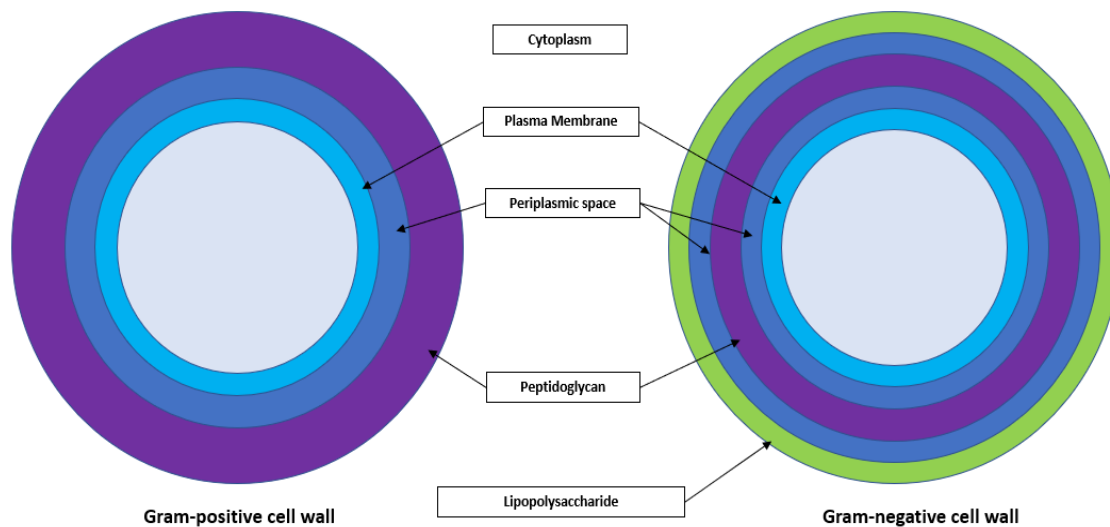 Cytoplasm
Plasma Membrane
Periplasmic space
Peptidoglycan
Lipopolysaccharide
Gram-positive cell wall
Gram-negative cell wall